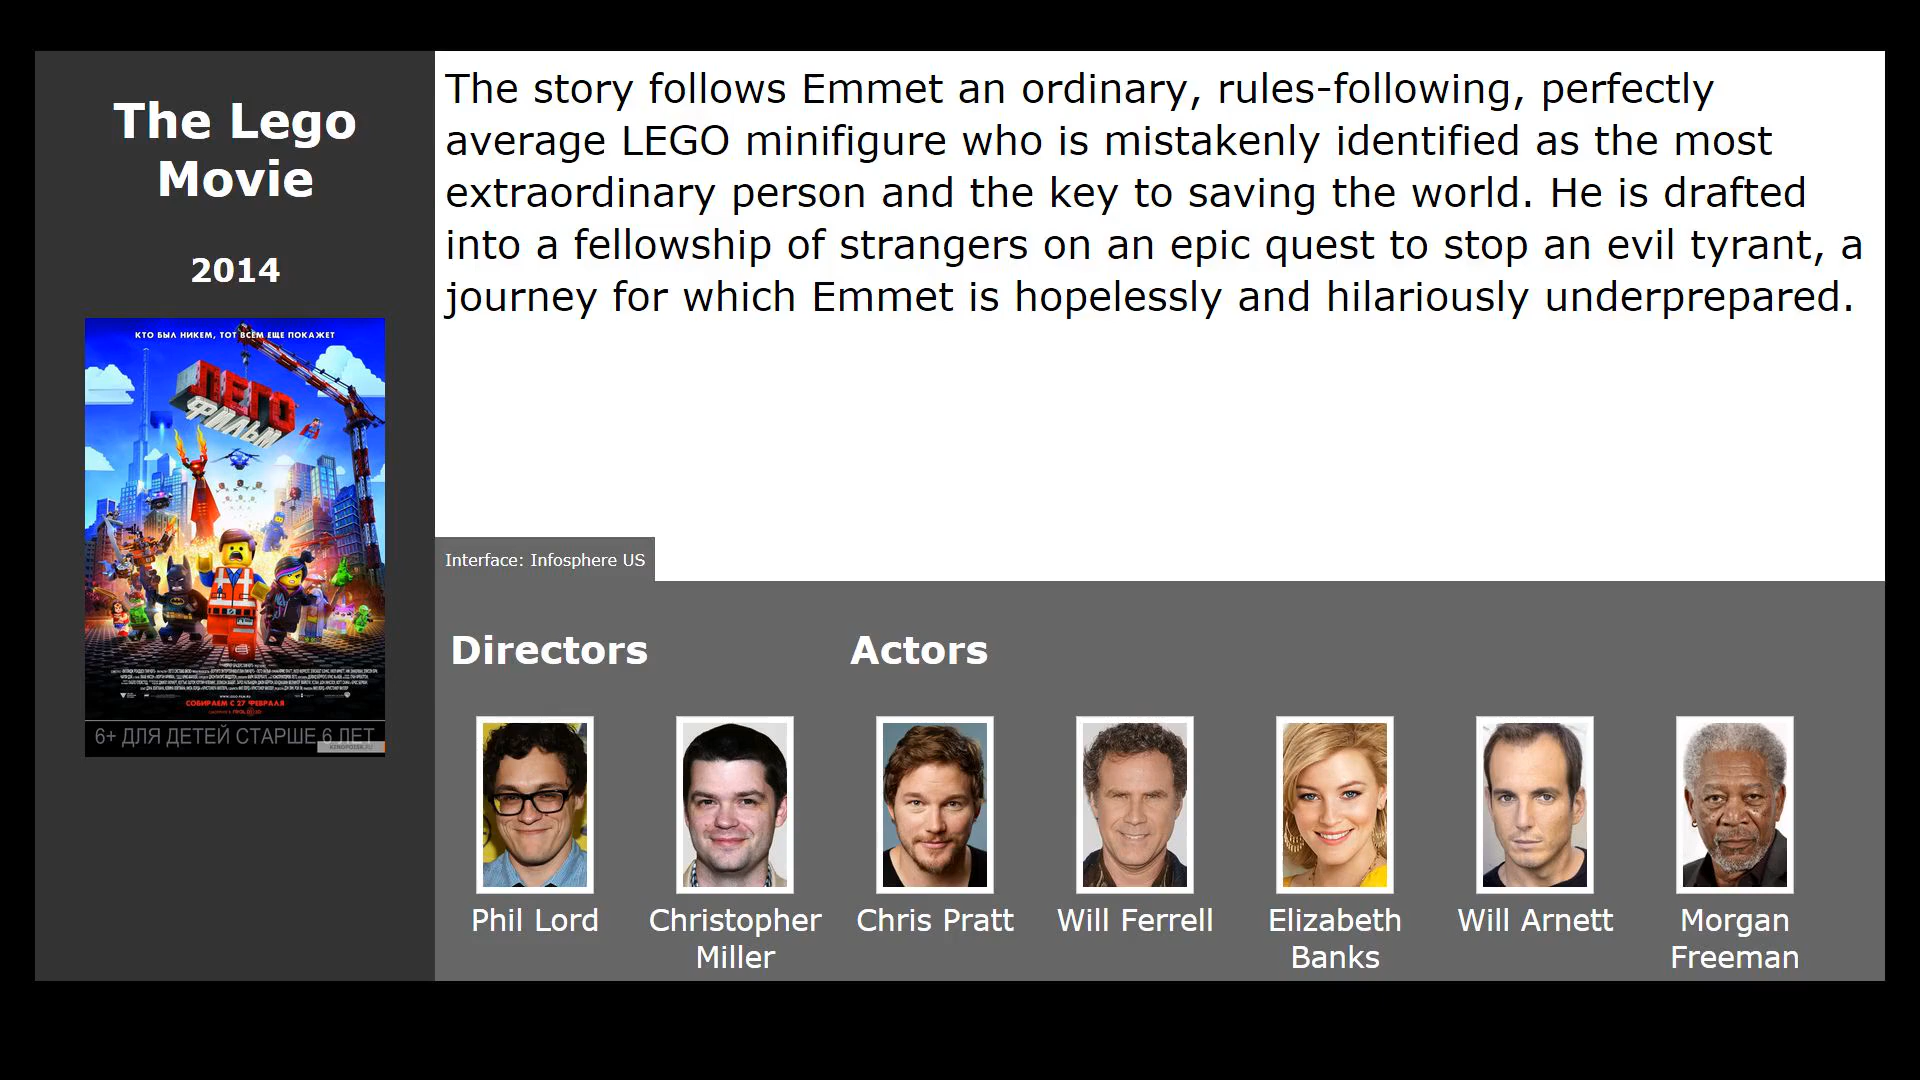 The Lego
Movie
2014
КТО БЫЛ НИКЕМ, ТОТ ВСЕМ ЕЩЕ ПОКАЖЕТ
ЛЕГО
ФИЛЬМ
СОБИРАЕМ С 27 ФЕВРАЛЯ
6+ ДЛЯ ДЕТЕЙ СТАРШЕ 6 ЛЕТ
KINOPOISK.RU
The story follows Emmet an ordinary, rules-following, perfectly
average LEGO minifigure who is mistakenly identified as the most
extraordinary person and the key to saving the world. He is drafted
into a fellowship of strangers on an epic quest to stop an evil tyrant, a
journey for which Emmet is hopelessly and hilariously underprepared.
Interface: Infosphere US
Directors
Actors
Phil Lord
Christopher
Miller
Chris Pratt
Will Ferrell
Elizabeth
Banks
Will Arnett
Morgan
Freeman